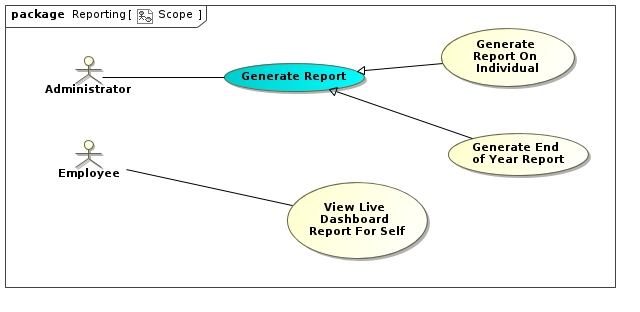 package Reporting[ Scope ]
Generate
Report On
Individual
Generate Report
Administrator
Generate End
of Year Report
Employee
View Live
Dashboard
Report For Self